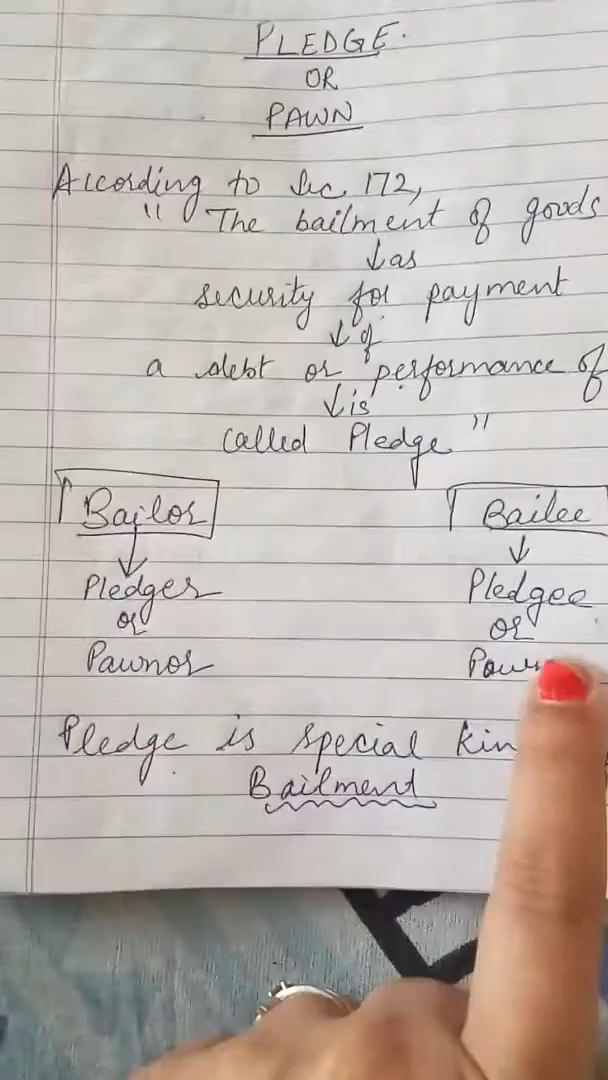 PLEDGE.
OR
PAWN
According to Sec. 172,
" The bailment of goods
↓as
security for payment
↓of
a debt or performance of
↓is
called Pledge"
Bailor Bailee
↓ ↓
Pledger Pledgee
or or
Pawnor
Pledge is special
Bailment